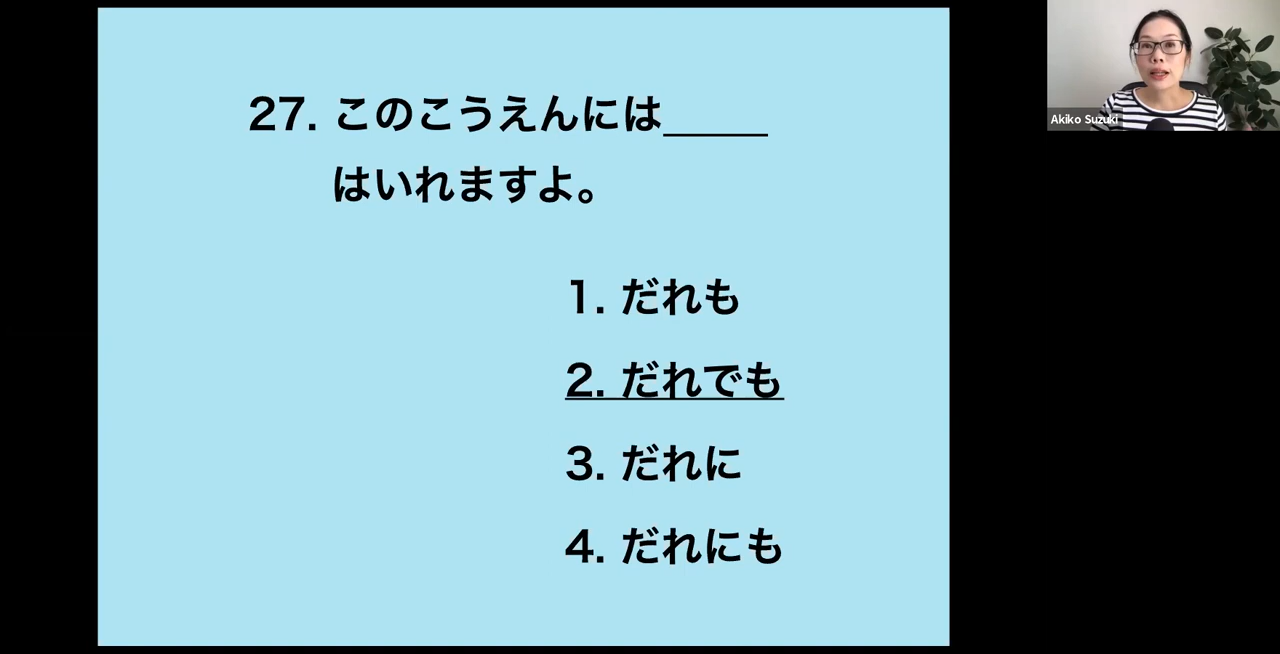 27. このこうえんには____
はいれますよ。
1. だれも
2. だれでも
3. だれに
4. だれにも
Akiko Suzuki